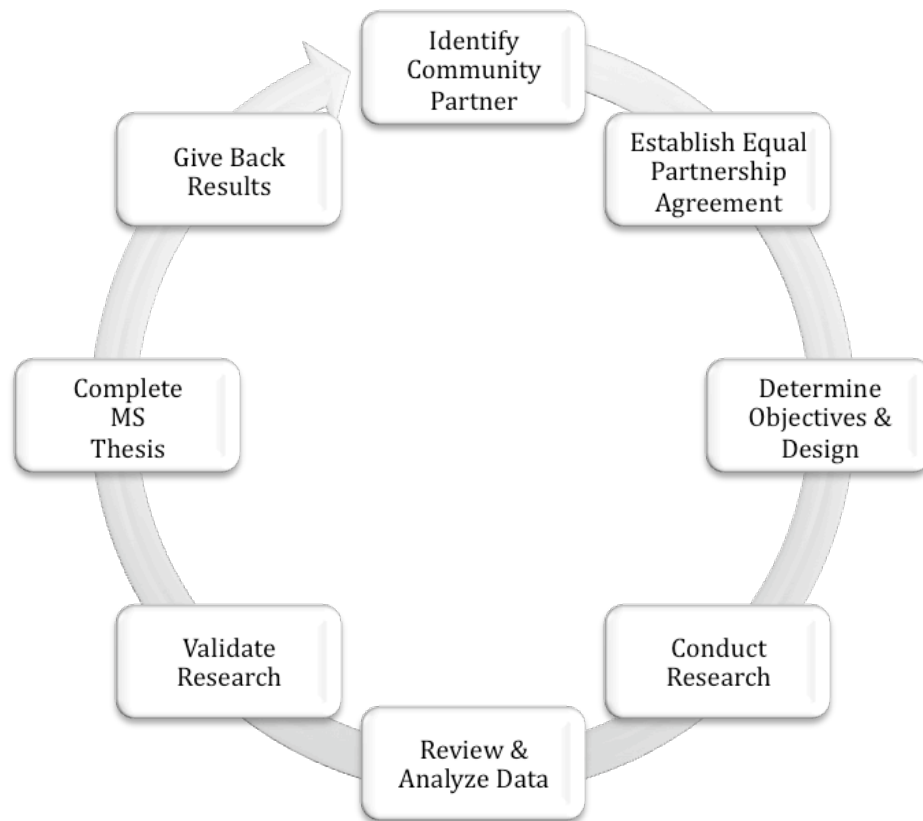 Identify
Community
Partner
Establish Equal
Partnership
Agreement
Determine
Objectives &
Design
Conduct
Research
Review &
Analyze Data
Validate
Research
Complete
MS
Thesis
Give Back
Results